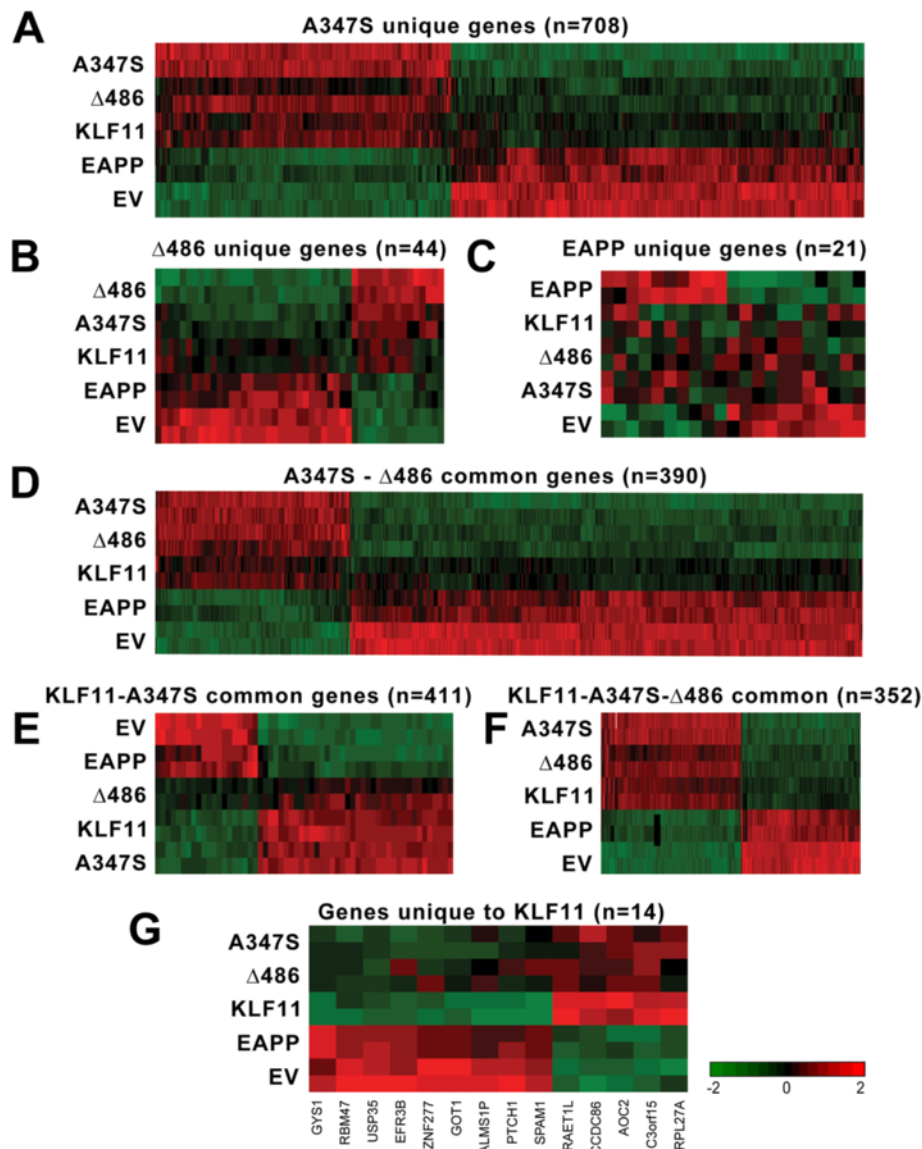 A
A347S unique genes (n=708)
A347S
Δ486
KLF11
EAPP
EV
B
Δ486 unique genes (n=44)
Δ486
A347S
KLF11
EAPP
EV
C
EAPP unique genes (n=21)
EAPP
KLF11
Δ486
A347S
EV
D
A347S - Δ486 common genes (n=390)
A347S
Δ486
KLF11
EAPP
EV
E
KLF11-A347S common genes (n=411)
EV
EAPP
Δ486
KLF11
A347S
F
KLF11-A347S-Δ486 common (n=352)
A347S
Δ486
KLF11
EAPP
EV
G
Genes unique to KLF11 (n=14)
A347S
Δ486
KLF11
EAPP
EV
GYS1
RBM47
USP35
EFR3B
ZNF277
GOT1
ALMS1P
PTCH1
SPAM1
RAET1L
CCDC86
AOC2
C3orf15
RPL27A
-2 0 2